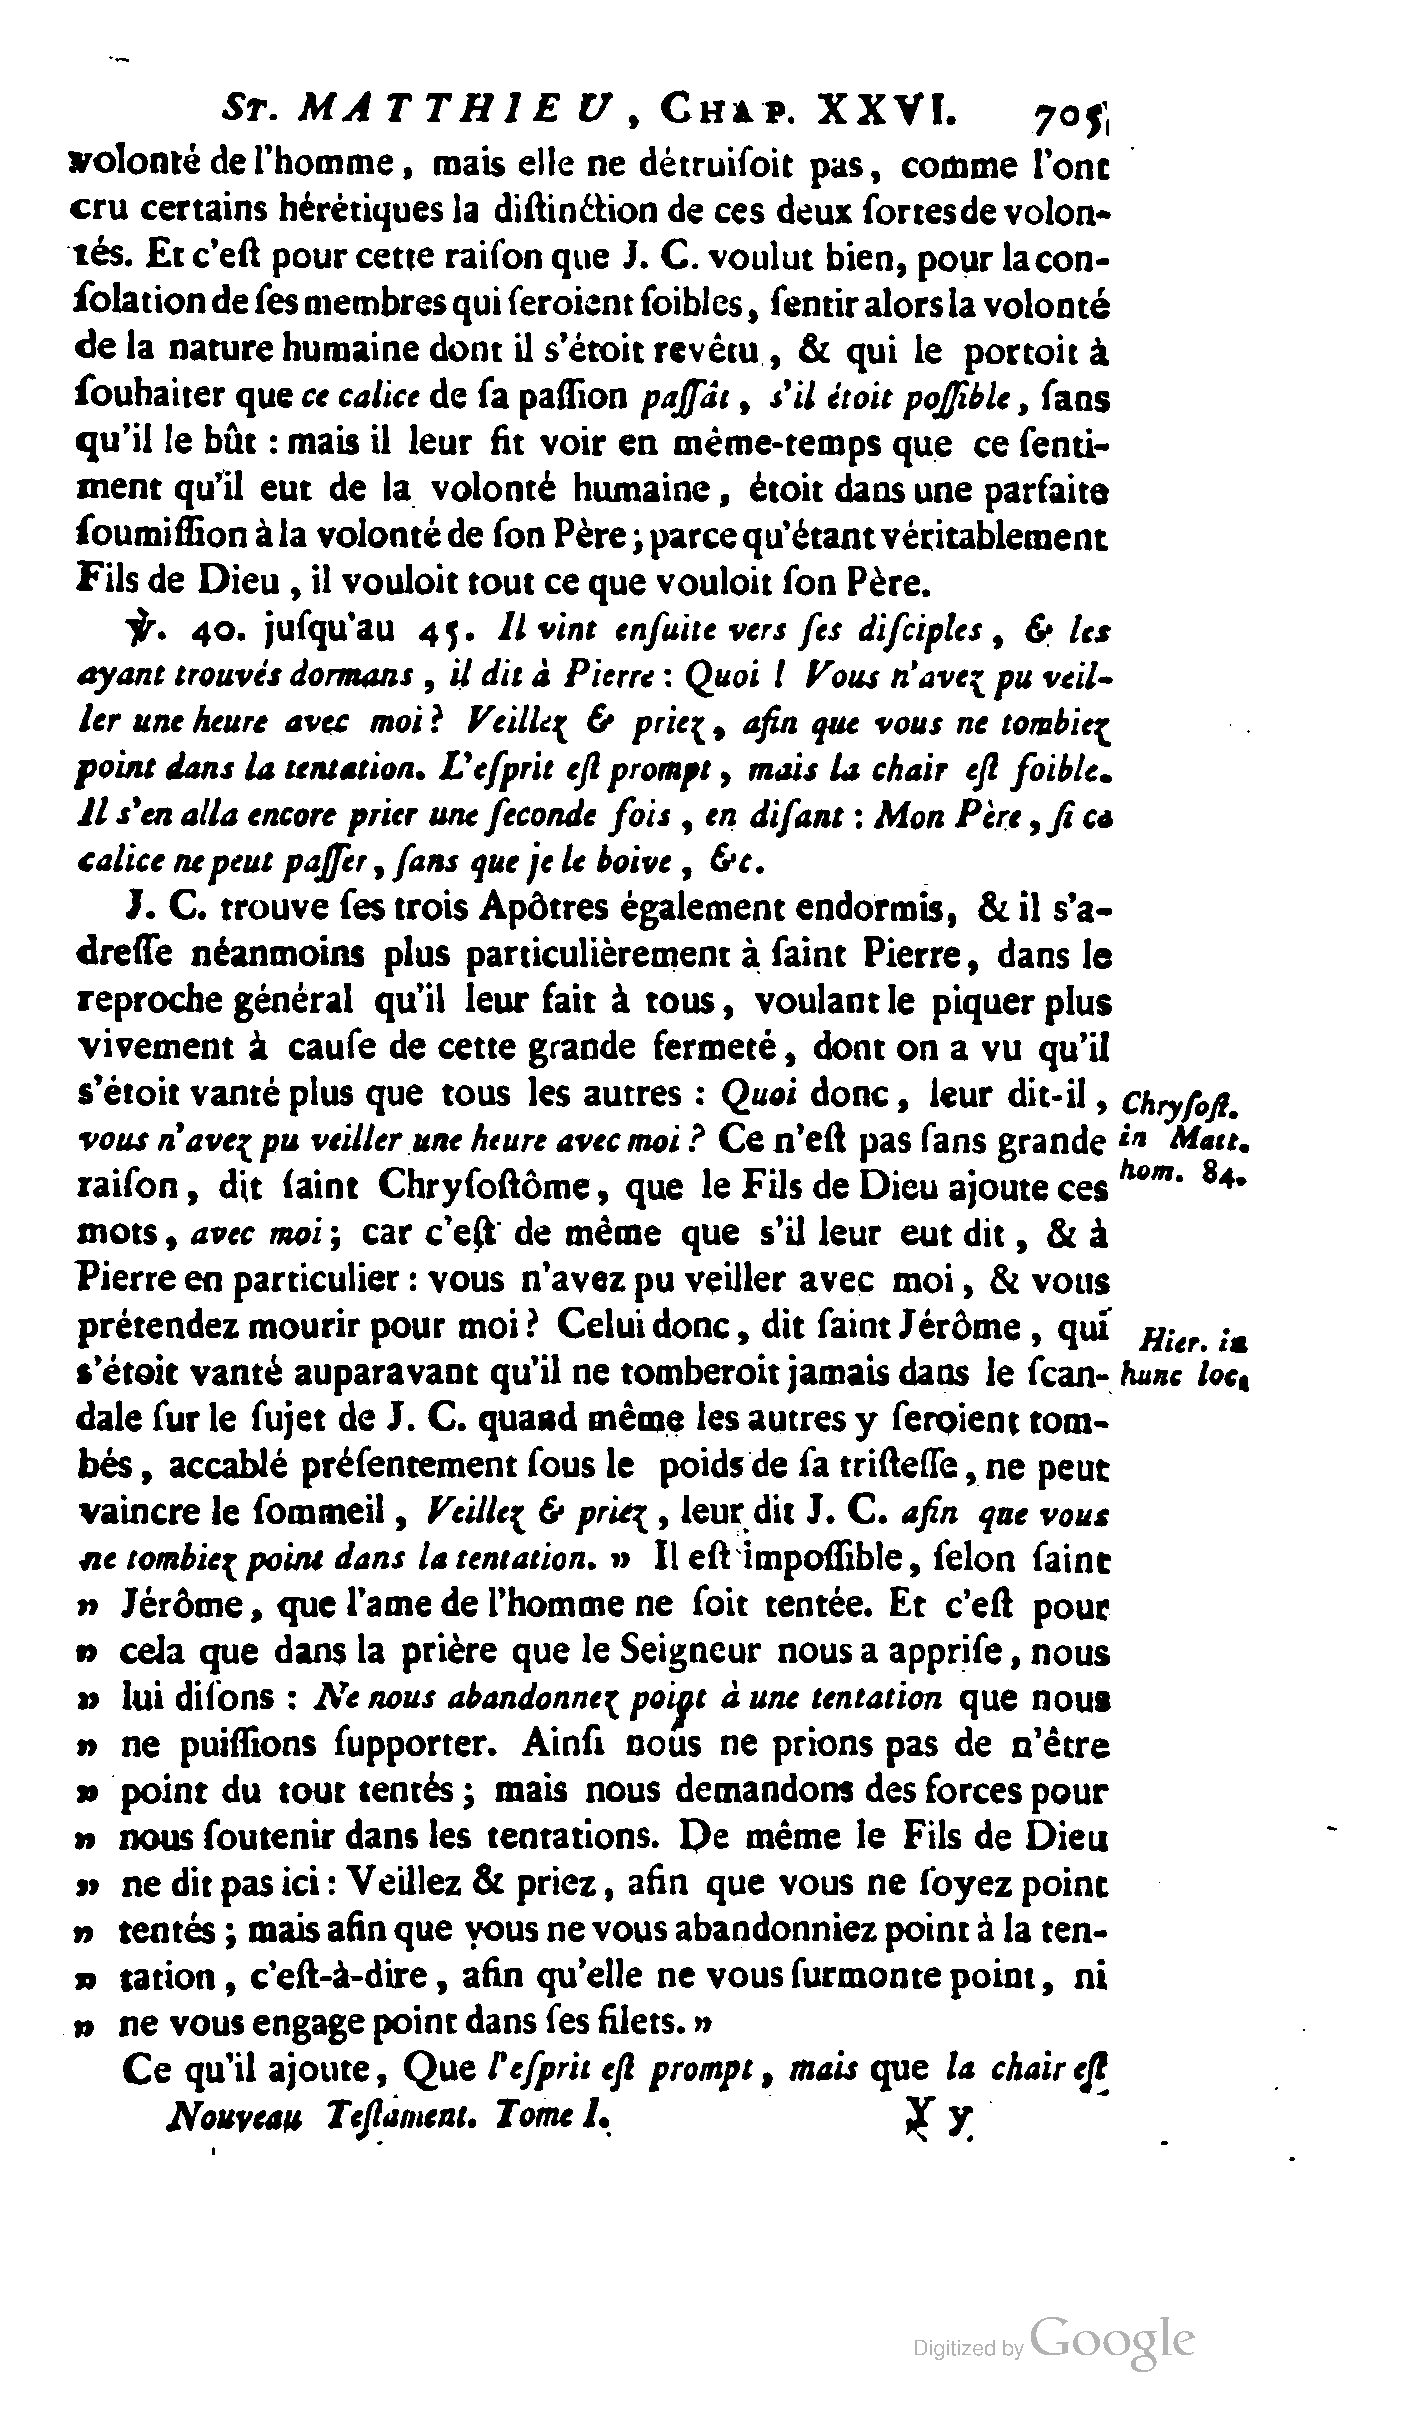 ST. MATTHIEU, CHAP. XXVI. 705
volonté de l'homme, mais elle ne détruiſoit pas, comme l'ont
cru certains hérétiques la diſtinction de ces deux ſortes de volon-
tés. Et c'eſt pour cette raiſon que J. C. voulut bien, pour la con-
ſolation de ſes membres qui ſeroient foibles, ſentir alors la volonté
de la nature humaine dont il s'étoit revêtu, & qui le portoit à
ſouhaiter que ce calice de ſa paſſion paſſât, s'il étoit poſſible, ſans
qu'il le bût : mais il leur fit voir en même-temps que ce ſenti-
ment qu'il eut de la volonté humaine, étoit dans une parfaite
ſoumiſſion à la volonté de ſon Père ; parce qu'étant véritablement
Fils de Dieu, il vouloit tout ce que vouloit ſon Père.
℣. 40. juſqu'au 45. Il vint enſuite vers ſes diſciples, & les
ayant trouvés dormans, il dit à Pierre : Quoi ! Vous n'avez pu veil-
ler une heure avec moi ? Veillez & priez, afin que vous ne tombiez
point dans la tentation. L'eſprit eſt prompt, mais la chair eſt foible.
Il s'en alla encore prier une ſeconde fois, en diſant : Mon Père, ſi ce
calice ne peut paſſer, ſans que je le boive, &c.
J. C. trouve ſes trois Apôtres également endormis, & il s'a-
dreſſe néanmoins plus particulièrement à ſaint Pierre, dans le
reproche général qu'il leur fait à tous, voulant le piquer plus
vivement à cauſe de cette grande fermeté, dont on a vu qu'il
s'étoit vanté plus que tous les autres : Quoi donc, leur dit-il,
vous n'avez pu veiller une heure avec moi ? Ce n'eſt pas ſans grande
raiſon, dit ſaint Chryſoſtôme, que le Fils de Dieu ajoute ces
mots, avec moi ; car c'eſt de même que s'il leur eut dit, & à
Pierre en particulier : vous n'avez pu veiller avec moi, & vous
prétendez mourir pour moi ? Celui donc, dit ſaint Jérôme, qui
s'étoit vanté auparavant qu'il ne tomberoit jamais dans le ſcan-
dale ſur le ſujet de J. C. quand même les autres y ſeroient tom-
bés, accablé préſentement ſous le poids de ſa triſteſſe, ne peut
vaincre le ſommeil, Veillez & priez, leur dit J. C. afin que vous
ne tombiez point dans la tentation. » Il eſt impoſſible, ſelon ſaint
» Jérôme, que l'ame de l'homme ne ſoit tentée. Et c'eſt pour
» cela que dans la prière que le Seigneur nous a appriſe, nous
» lui diſons : Ne nous abandonnez point à une tentation que nous
» ne puiſſions ſupporter. Ainſi nous ne prions pas de n'être
» point du tout tentés ; mais nous demandons des forces pour
» nous ſoutenir dans les tentations. De même le Fils de Dieu
» ne dit pas ici : Veillez & priez, afin que vous ne ſoyez point
» tentés ; mais afin que vous ne vous abandonniez point à la ten-
» tation, c'eſt-à-dire, afin qu'elle ne vous ſurmonte point, ni
» ne vous engage point dans ſes filets. »
Ce qu'il ajoute, Que l'eſprit eſt prompt, mais que la chair eſt
Nouveau Teſtament. Tome I. Y y
Chryſoſt.
in Matt.
hom. 84.
Hier. in
hunc loc.
Digitized by Google